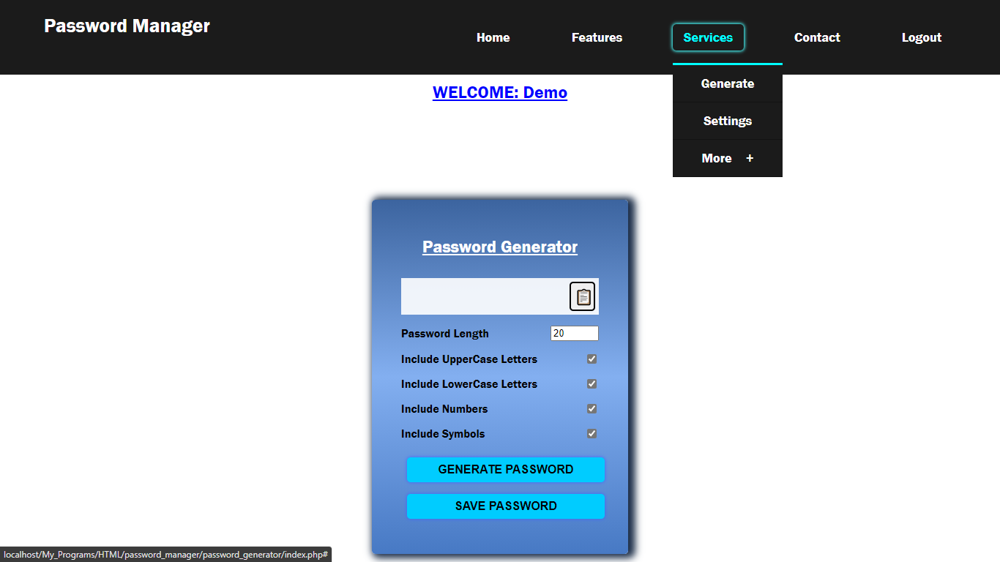 Password Manager
Home Features Services Contact Logout
WELCOME: Demo
Generate
Settings
More +
Password Generator
Password Length 20
Include UpperCase Letters
Include LowerCase Letters
Include Numbers
Include Symbols
GENERATE PASSWORD
SAVE PASSWORD
localhost/My_Programs/HTML/password_manager/password_generator/index.php#